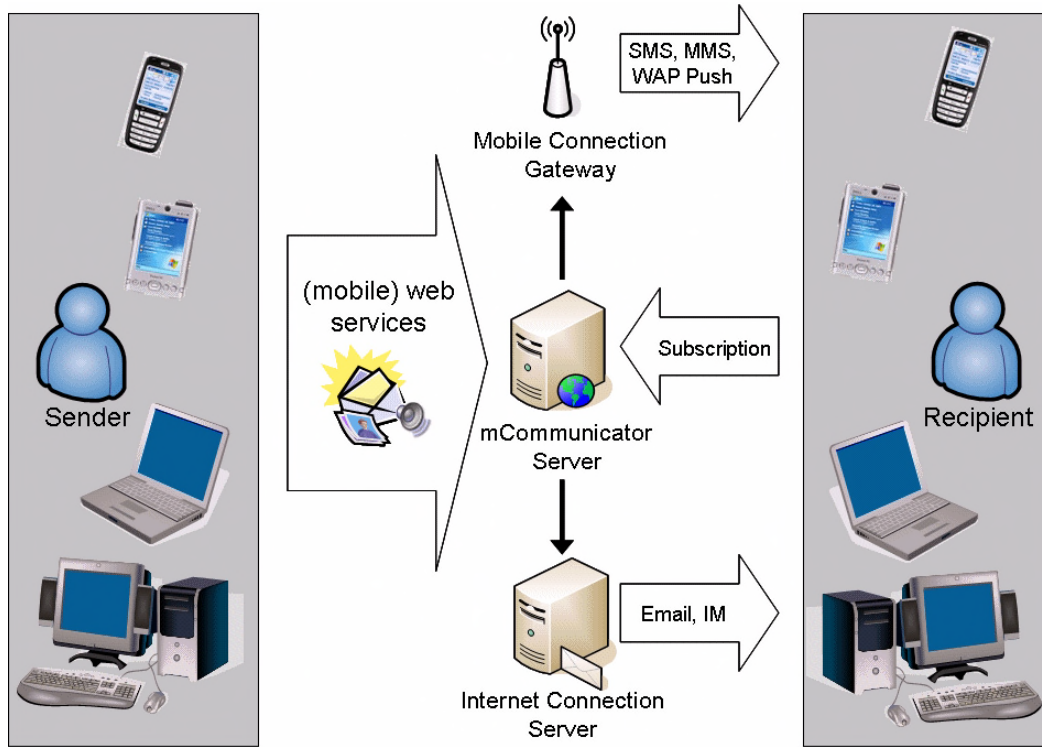 SMS, MMS,
WAP Push
Mobile Connection
Gateway
(mobile) web
services
Subscription
Sender
mCommunicator
Server
Recipient
Email, IM
Internet Connection
Server